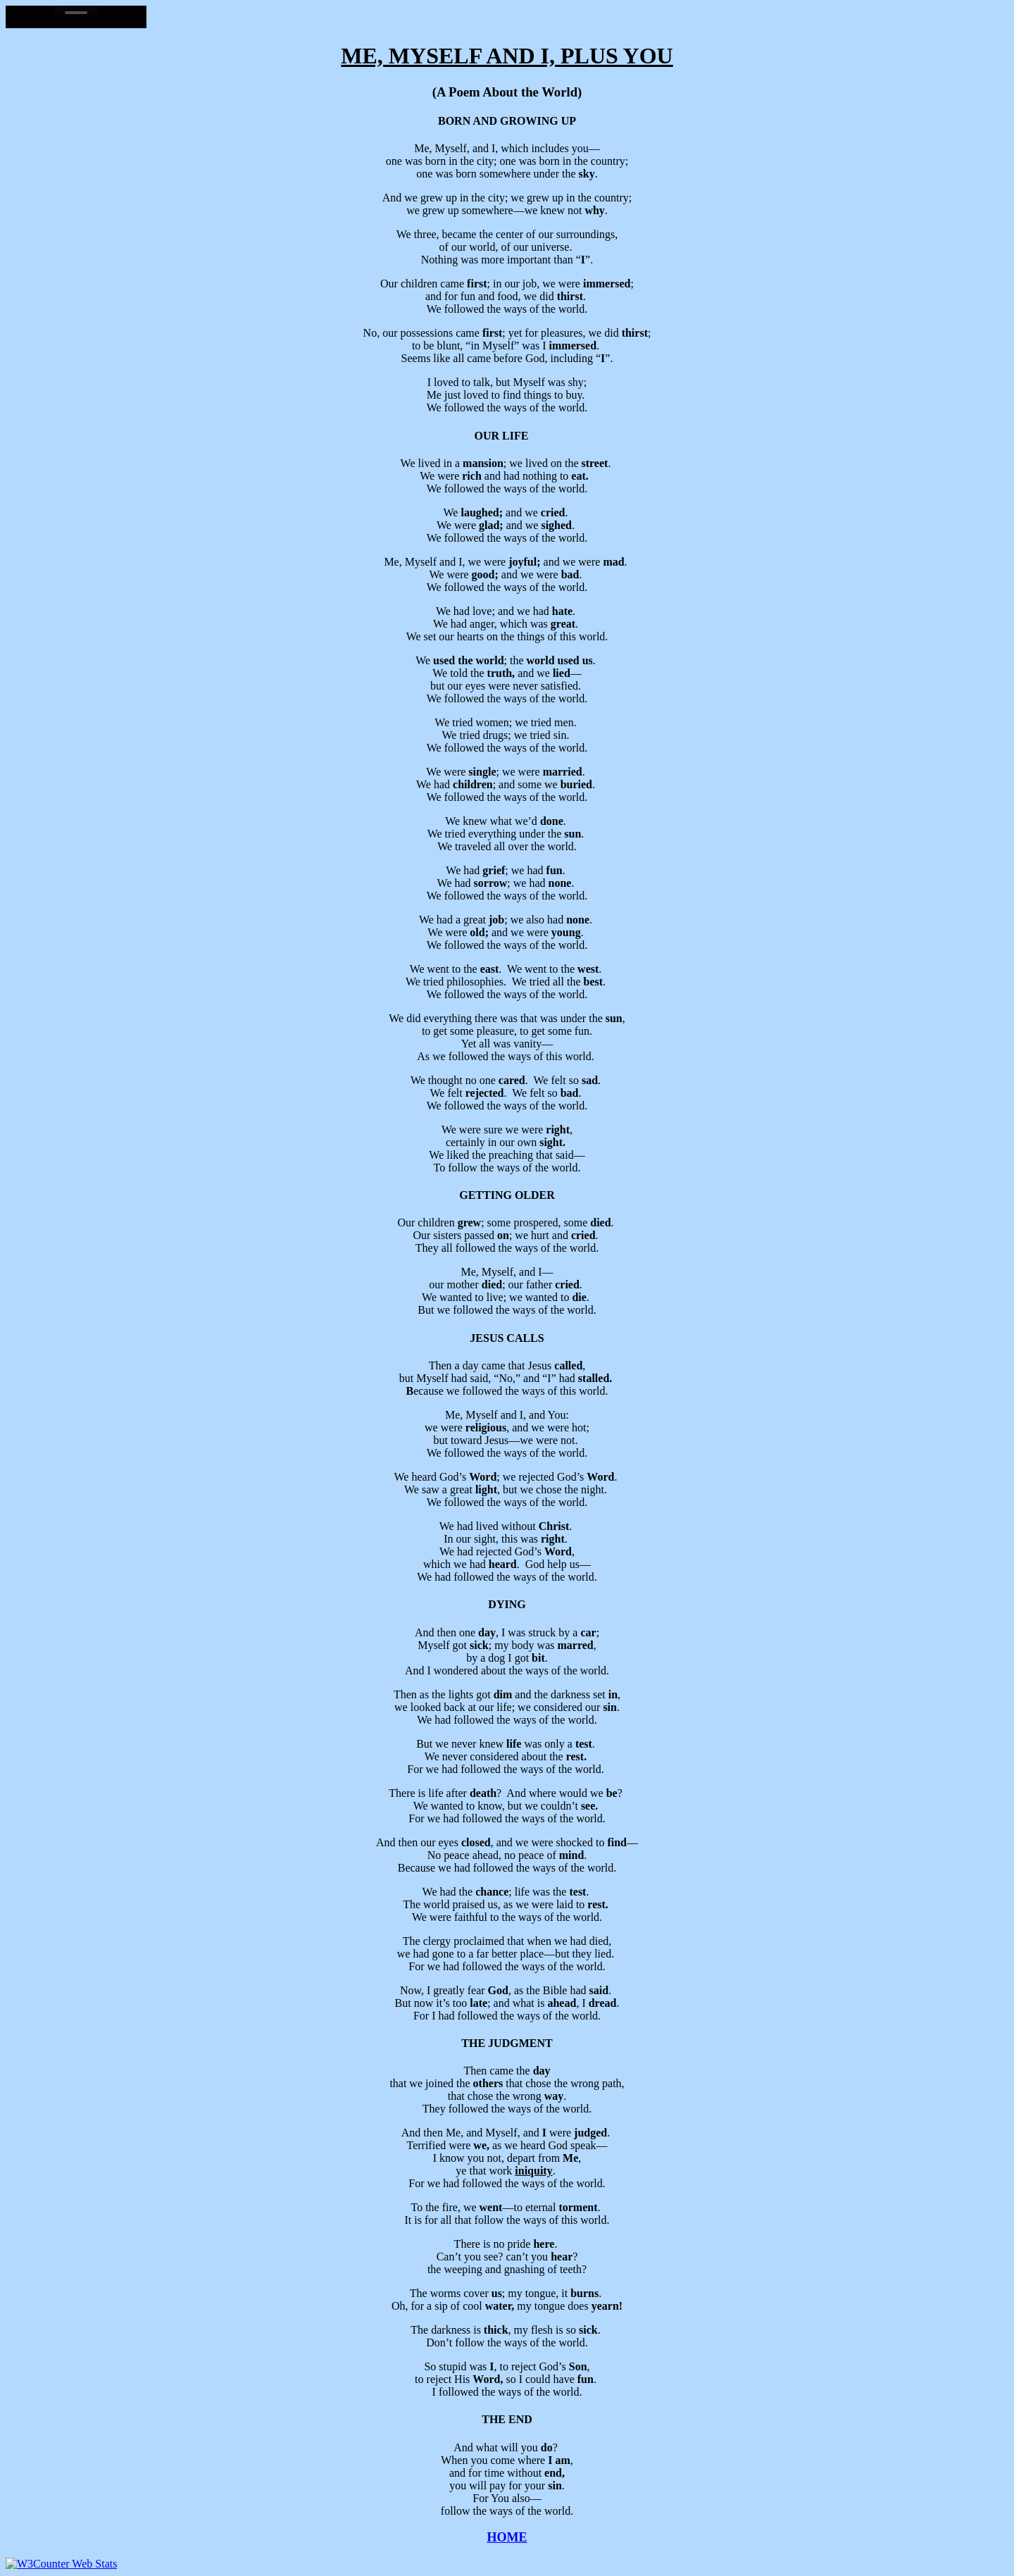 ME, MYSELF AND I, PLUS YOU
(A Poem About the World)
BORN AND GROWING UP
Me, Myself, and I, which includes you—
one was born in the city; one was born in the country;
one was born somewhere under the sky.
And we grew up in the city; we grew up in the country;
we grew up somewhere—we knew not why.
We three, became the center of our surroundings,
of our world, of our universe.
Nothing was more important than “I”.
Our children came first; in our job, we were immersed;
and for fun and food, we did thirst.
We followed the ways of the world.
No, our possessions came first; yet for pleasures, we did thirst;
to be blunt, “in Myself” was I immersed.
Seems like all came before God, including “I”.
I loved to talk, but Myself was shy;
Me just loved to find things to buy.
We followed the ways of the world.
OUR LIFE
We lived in a mansion; we lived on the street.
We were rich and had nothing to eat.
We followed the ways of the world.
We laughed; and we cried.
We were glad; and we sighed.
We followed the ways of the world.
Me, Myself and I, we were joyful; and we were mad.
We were good; and we were bad.
We followed the ways of the world.
We had love; and we had hate.
We had anger, which was great.
We set our hearts on the things of this world.
We used the world; the world used us.
We told the truth, and we lied—
but our eyes were never satisfied.
We followed the ways of the world.
We tried women; we tried men.
We tried drugs; we tried sin.
We followed the ways of the world.
We were single; we were married.
We had children; and some we buried.
We followed the ways of the world.
We knew what we’d done.
We tried everything under the sun.
We traveled all over the world.
We had grief; we had fun.
We had sorrow; we had none.
We followed the ways of the world.
We had a great job; we also had none.
We were old; and we were young.
We followed the ways of the world.
We went to the east.  We went to the west.
We tried philosophies.  We tried all the best.
We followed the ways of the world.
We did everything there was that was under the sun,
to get some pleasure, to get some fun.
Yet all was vanity—
As we followed the ways of this world.
We thought no one cared.  We felt so sad.
We felt rejected.  We felt so bad.
We followed the ways of the world.
We were sure we were right,
certainly in our own sight.
We liked the preaching that said—
To follow the ways of the world.
GETTING OLDER
Our children grew; some prospered, some died.
Our sisters passed on; we hurt and cried.
They all followed the ways of the world.
Me, Myself, and I—
our mother died; our father cried.
We wanted to live; we wanted to die.
But we followed the ways of the world.
JESUS CALLS
Then a day came that Jesus called,
but Myself had said, “No,” and “I” had stalled.
Because we followed the ways of this world.
Me, Myself and I, and You:
we were religious, and we were hot;
but toward Jesus—we were not.
We followed the ways of the world.
We heard God’s Word; we rejected God’s Word.
We saw a great light, but we chose the night.
We followed the ways of the world.
We had lived without Christ.
In our sight, this was right.
We had rejected God’s Word,
which we had heard.  God help us—
We had followed the ways of the world.
DYING
And then one day, I was struck by a car;
Myself got sick; my body was marred,
by a dog I got bit.
And I wondered about the ways of the world.
Then as the lights got dim and the darkness set in,
we looked back at our life; we considered our sin.
We had followed the ways of the world.
But we never knew life was only a test.
We never considered about the rest.
For we had followed the ways of the world.
There is life after death?  And where would we be?
We wanted to know, but we couldn’t see.
For we had followed the ways of the world.
And then our eyes closed, and we were shocked to find—
No peace ahead, no peace of mind.
Because we had followed the ways of the world.
We had the chance; life was the test.
The world praised us, as we were laid to rest.
We were faithful to the ways of the world.
The clergy proclaimed that when we had died,
we had gone to a far better place—but they lied.
For we had followed the ways of the world.
Now, I greatly fear God, as the Bible had said.
But now it’s too late; and what is ahead, I dread.
For I had followed the ways of the world.
THE JUDGMENT
Then came the day
that we joined the others that chose the wrong path,
that chose the wrong way.
They followed the ways of the world.
And then Me, and Myself, and I were judged.
Terrified were we, as we heard God speak—
I know you not, depart from Me,
ye that work iniquity.
For we had followed the ways of the world.
To the fire, we went—to eternal torment.
It is for all that follow the ways of this world.
There is no pride here.
Can’t you see? can’t you hear?
the weeping and gnashing of teeth?
The worms cover us; my tongue, it burns.
Oh, for a sip of cool water, my tongue does yearn!
The darkness is thick, my flesh is so sick.
Don’t follow the ways of the world.
So stupid was I, to reject God’s Son,
to reject His Word, so I could have fun.
I followed the ways of the world.
THE END
And what will you do?
When you come where I am,
and for time without end,
you will pay for your sin.
For You also—
follow the ways of the world.
HOME
W3Counter Web Stats